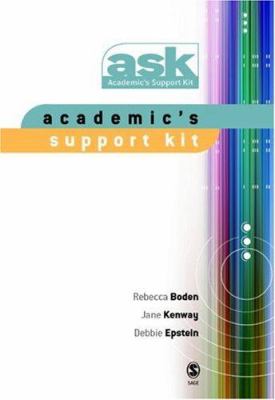 ask
Academic's Support Kit
academic's
support kit
Rebecca Boden
Jane Kenway
Debbie Epstein
S
SAGE